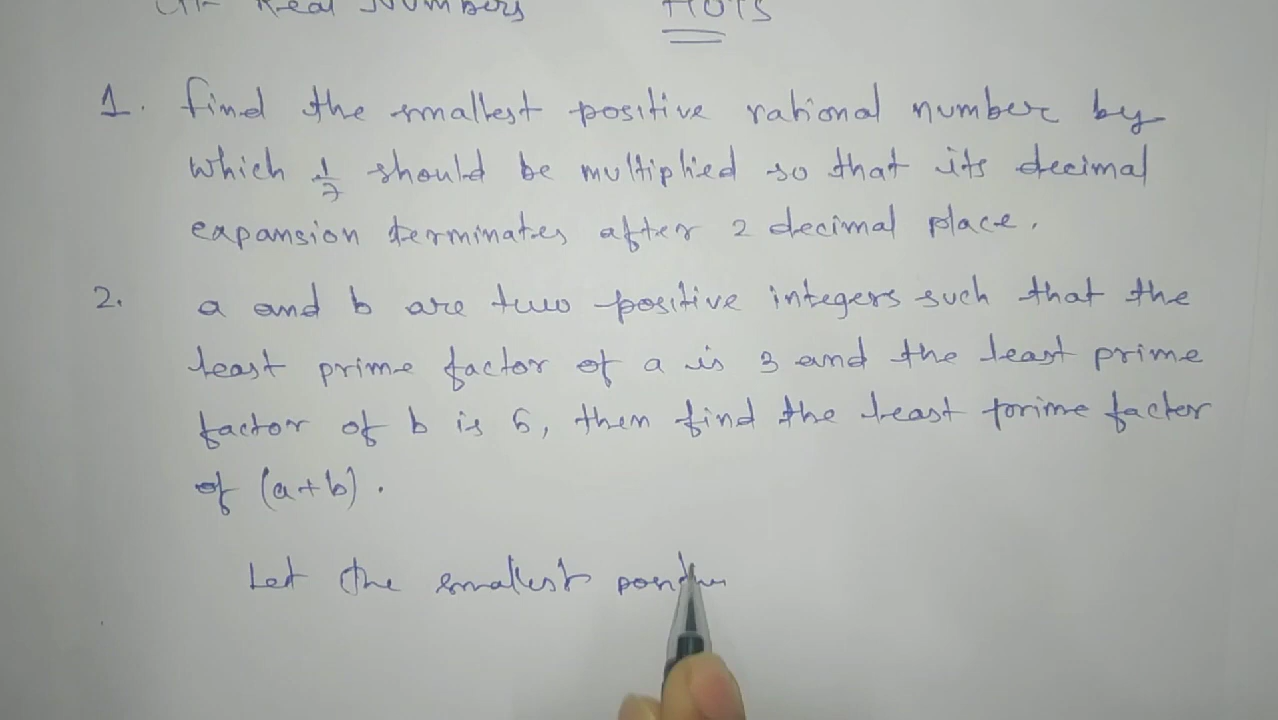 Real Numbers HOTS
1. find the smallest positive rational number by
which 1/7 should be multiplied so that its decimal
expansion terminates after 2 decimal place.
2. a and b are two positive integers such that the
least prime factor of a is 3 and the least prime
factor of b is 5, then find the least prime factor
of (a+b).
Let the smallest